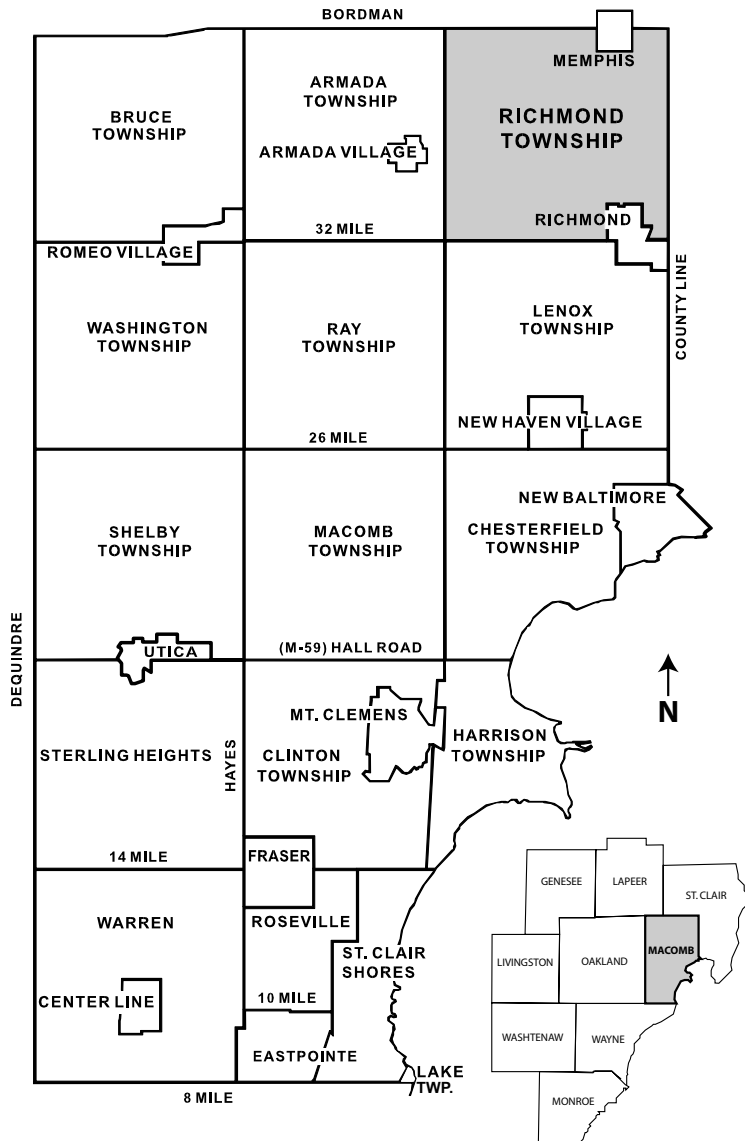 BORDMAN
MEMPHIS
ARMADA
TOWNSHIP
BRUCE
TOWNSHIP
RICHMOND
TOWNSHIP
ARMADA VILLAGE
RICHMOND
32 MILE
ROMEO VILLAGE
COUNTY LINE
WASHINGTON
TOWNSHIP
RAY
TOWNSHIP
LENOX
TOWNSHIP
NEW HAVEN VILLAGE
26 MILE
NEW BALTIMORE
SHELBY
TOWNSHIP
MACOMB
TOWNSHIP
CHESTERFIELD
TOWNSHIP
DEQUINDRE
UTICA
(M-59) HALL ROAD
N
MT. CLEMENS
STERLING HEIGHTS
HAYES
CLINTON
TOWNSHIP
HARRISON
TOWNSHIP
14 MILE
FRASER
WARREN
ROSEVILLE
ST. CLAIR
SHORES
CENTER LINE
10 MILE
EASTPOINTE
LAKE
TWP.
8 MILE
GENESEE
LAPEER
ST. CLAIR
LIVINGSTON
OAKLAND
MACOMB
WASHTENAW
WAYNE
MONROE